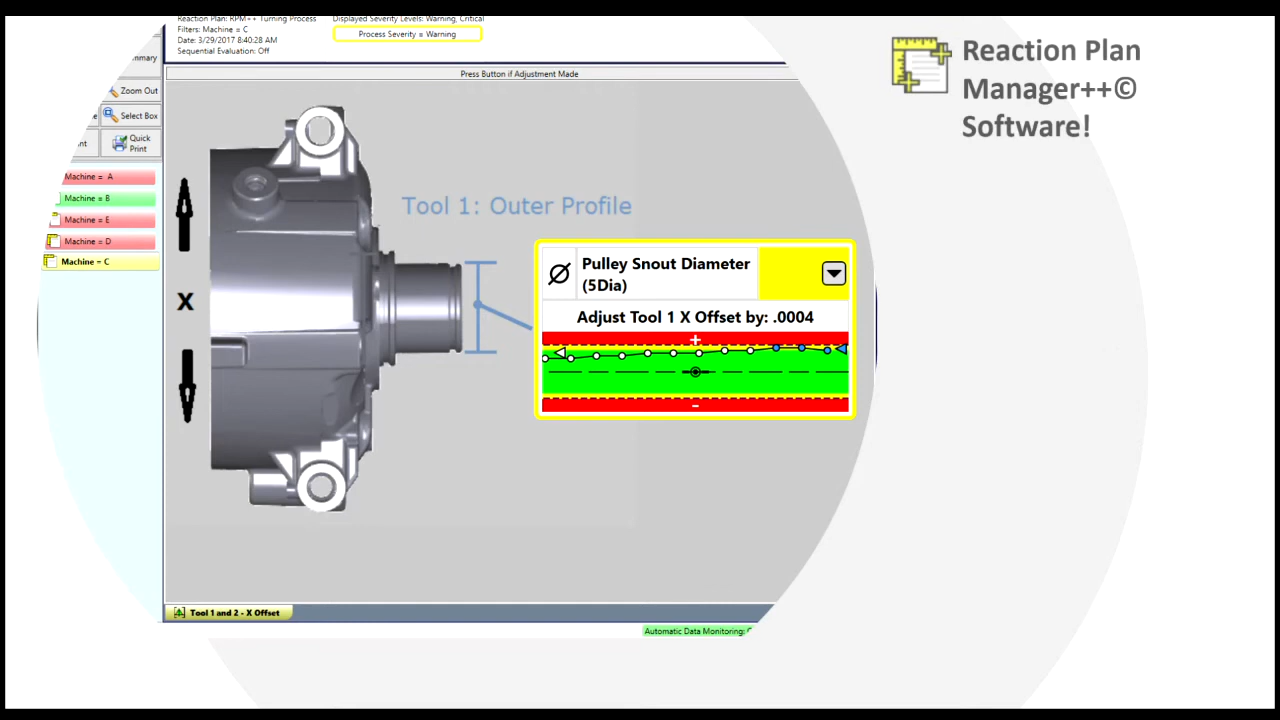 Reaction Plan: RPM++ Turning Process
Displayed Severity Levels: Warning, Critical
Filters: Machine = C
Process Severity = Warning
Date: 3/29/2017 8:40:28 AM
Sequential Evaluation: Off
Press Button if Adjustment Made
Zoom Out
Select Box
Quick
Print
Machine = A
Machine = B
Machine = E
Machine = D
Machine = C
X
Tool 1: Outer Profile
Ø
Pulley Snout Diameter
(5Dia)
Adjust Tool 1 X Offset by: .0004
+
-
Tool 1 and 2 - X Offset
Automatic Data Monitoring:
Reaction Plan
Manager++©
Software!